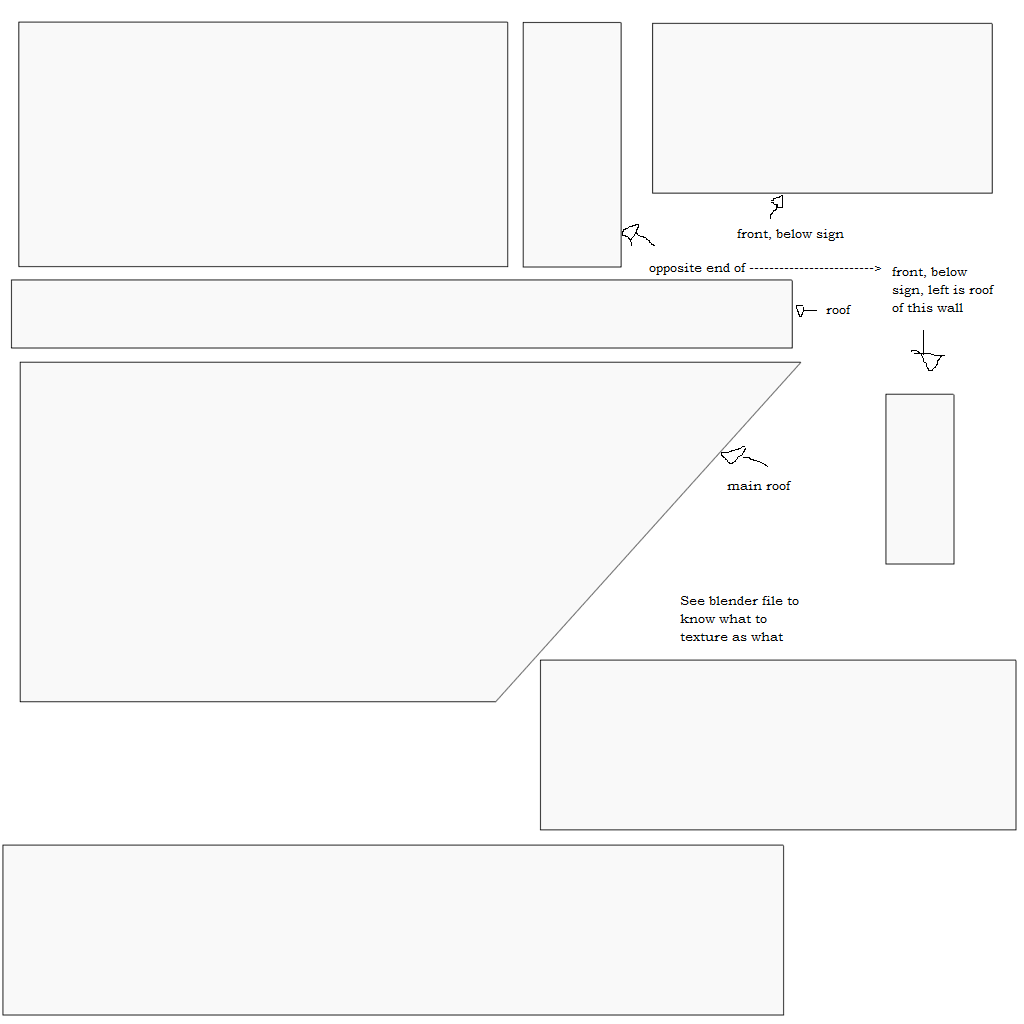 front, below sign
opposite end of ------------------------->
front, below
sign, left is roof
of this wall
roof
main roof
See blender file to
know what to
texture as what